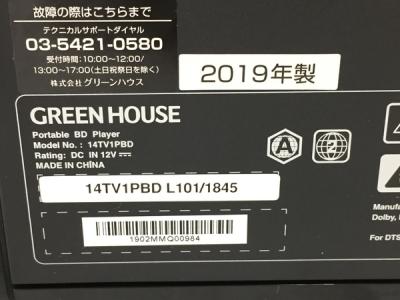 故障の際はこちらまで
テクニカルサポートダイヤル
03-5421-0580
受付時間:10:00~12:00/
13:00~17:00(土日祝祭日を除く)
株式会社 グリーンハウス
2019年製
GREEN HOUSE
Portable BD Player
Model No.: 14TV1PBD
Rating: DC IN 12V
MADE IN CHINA
A
2
14TV1PBD L101/1845
1902MMQ00984
Manufa
Dolby,
For DTS